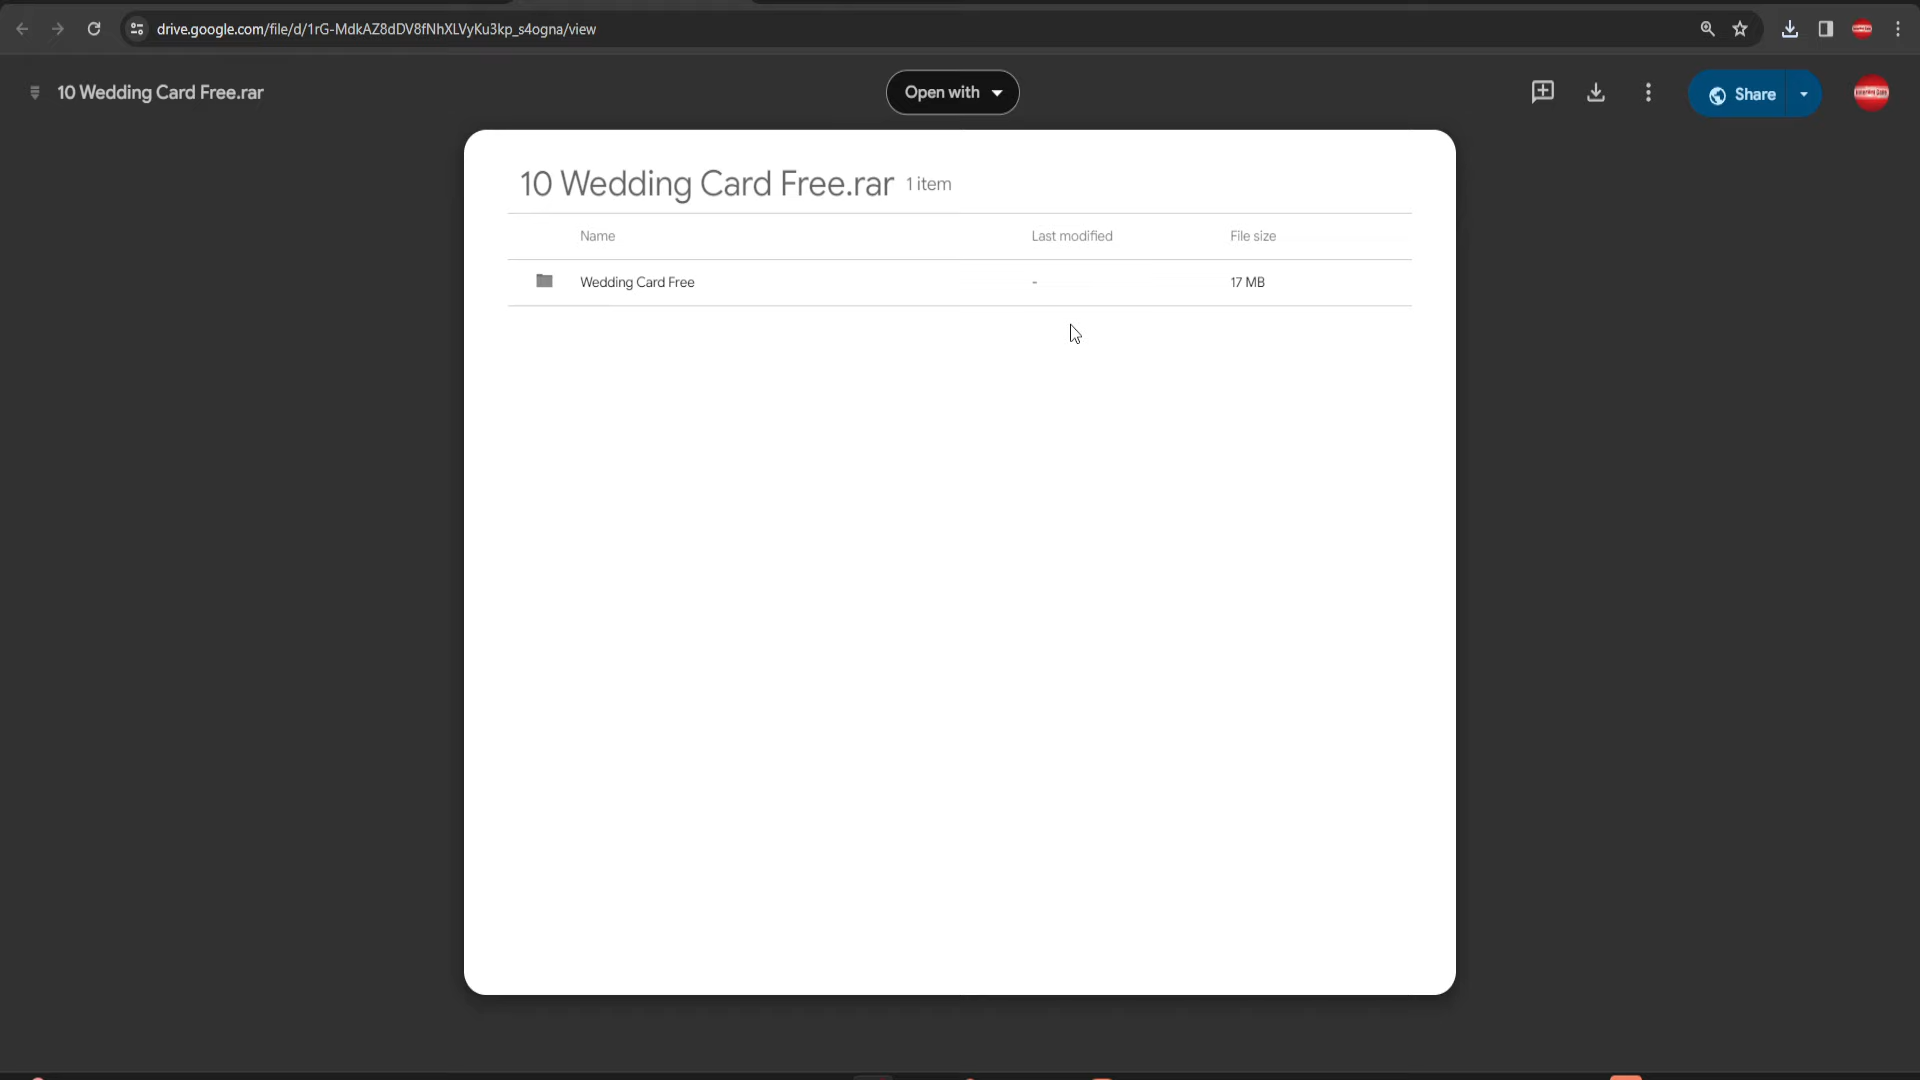 drive.google.com/file/d/1rG-MdkAZ8dDV8fNhXLVyKu3kp_s4ogna/view
10 Wedding Card Free.rar
Open with
Share
10 Wedding Card Free.rar 1 item
Name Last modified File size
Wedding Card Free - 17 MB